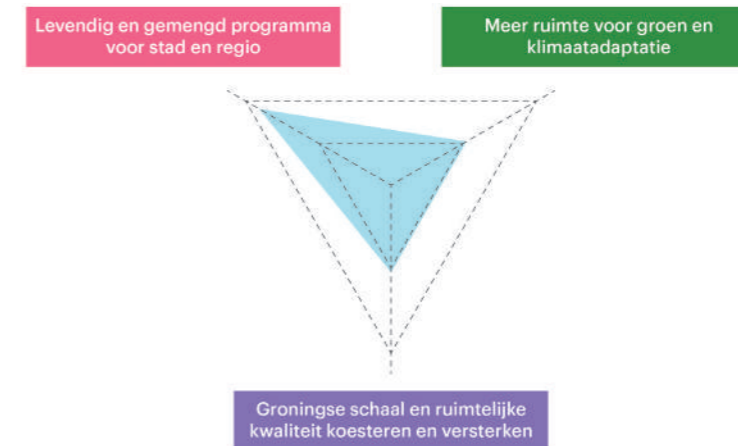 Levendig en gemengd programma
voor stad en regio
Meer ruimte voor groen en
klimaatadaptatie
Groningse schaal en ruimtelijke
kwaliteit koesteren en versterken